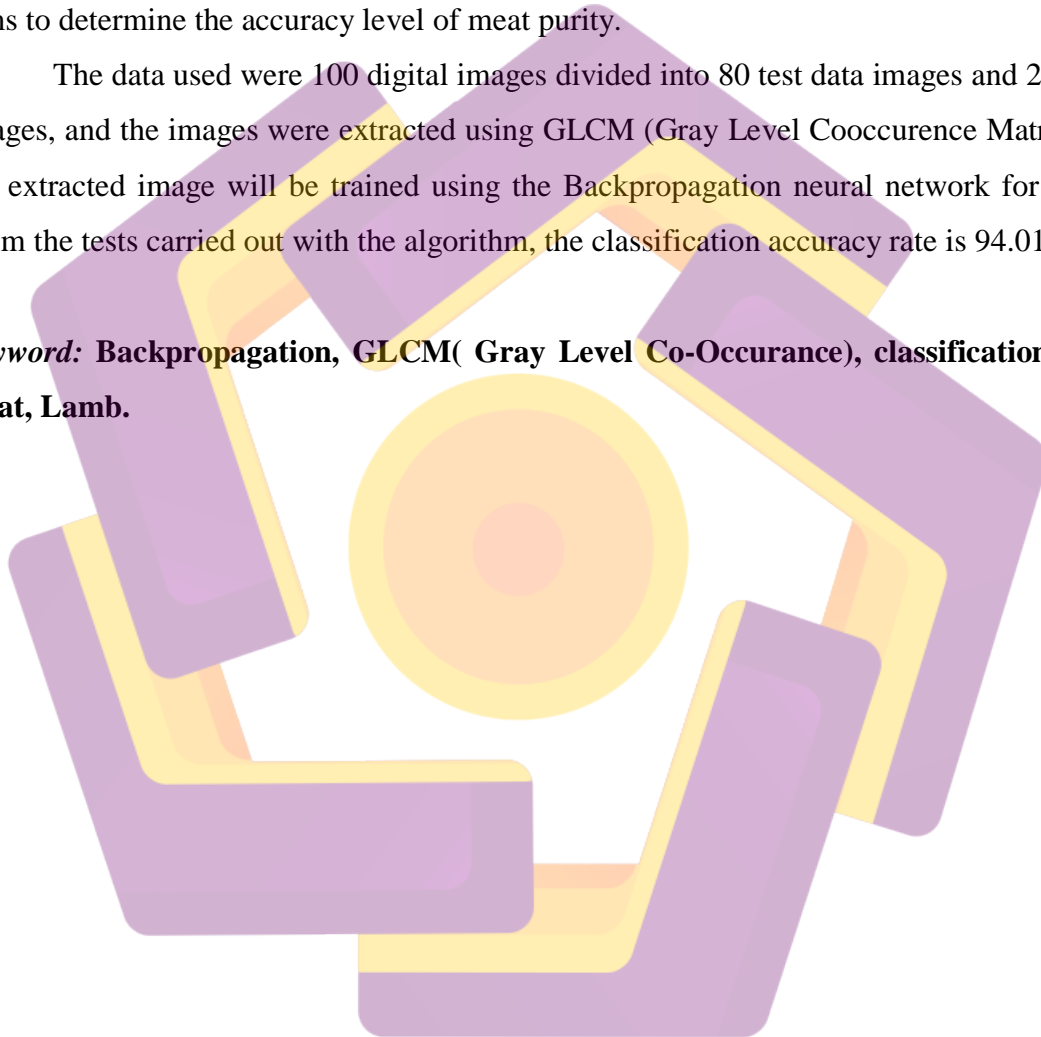 ns to determine the accuracy level of meat purity.
The data used were 100 digital images divided into 80 test data images and 2
ages, and the images were extracted using GLCM (Gray Level Cooccurence Mat
extracted image will be trained using the Backpropagation neural network for
m the tests carried out with the algorithm, the classification accuracy rate is 94.01
yword: Backpropagation, GLCM( Gray Level Co-Occurance), classification
at, Lamb.